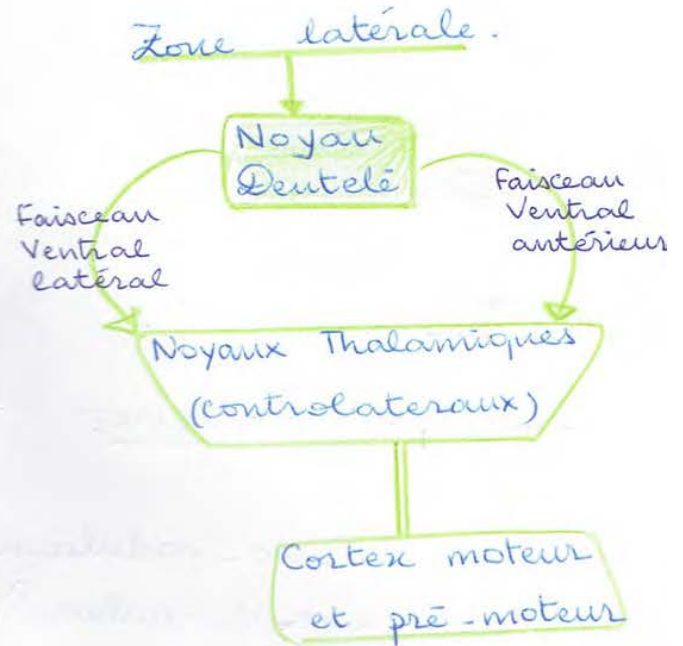 Zone latérale.
Noyau
Dentelé
Faisceau
Ventral
latéral
Faisceau
Ventral
antérieur
Noyaux Thalamiques
(controlateraux)
Cortex moteur
et pré-moteur